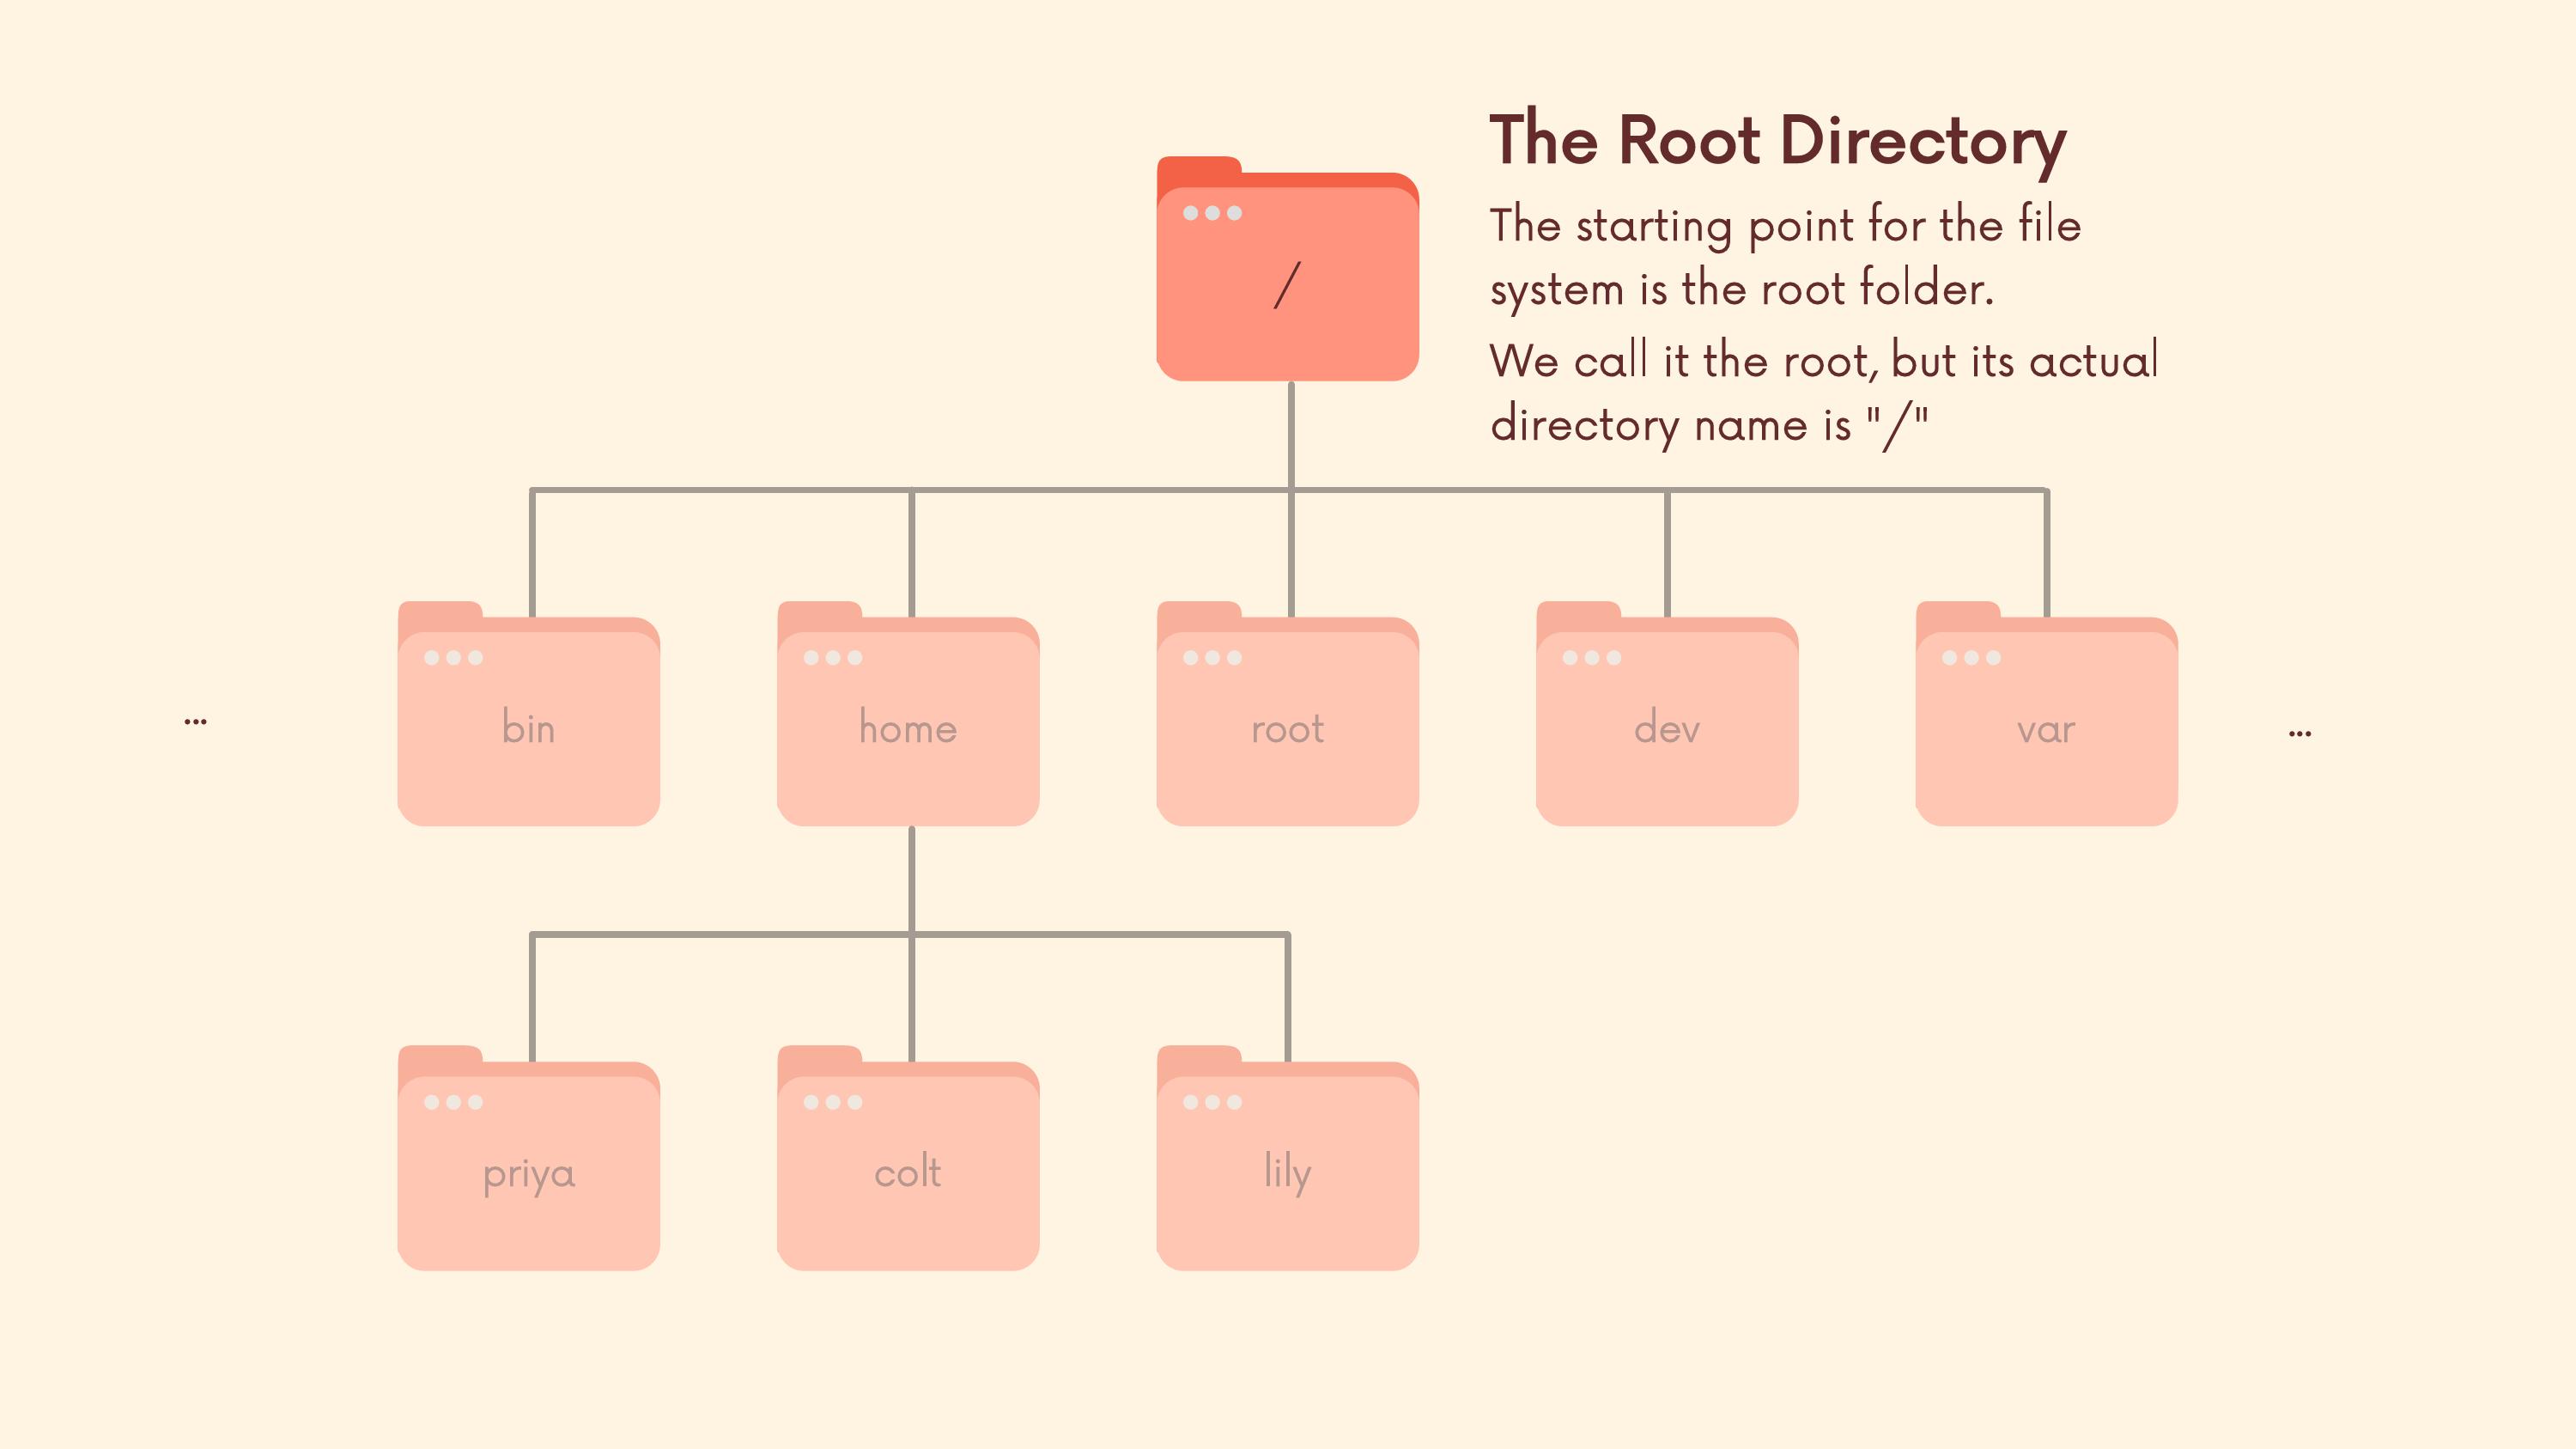 The Root Directory
The starting point for the file
system is the root folder.
We call it the root, but its actual
directory name is "/"
/
... bin home root dev var ...
priya colt lily